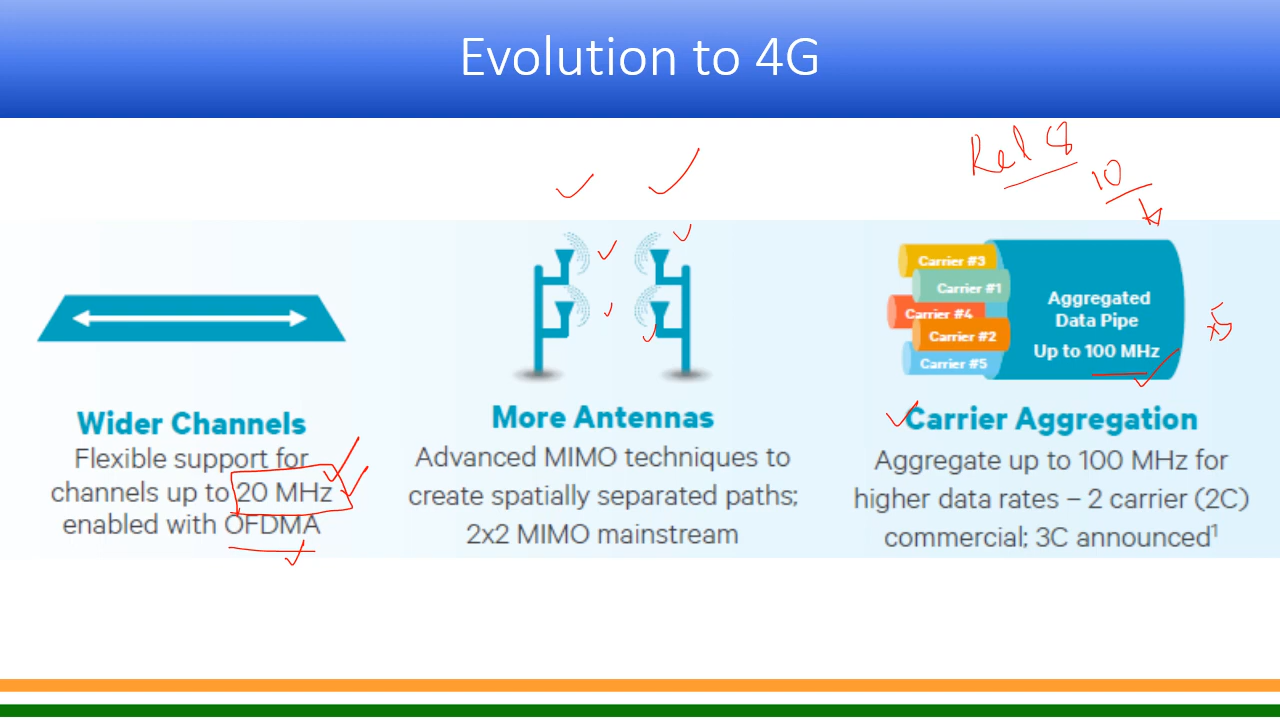 Evolution to 4G
Rel 8
10
Carrier #3
Carrier #1
Carrier #4
Carrier #2
Carrier #5
Aggregated
Data Pipe
Up to 100 MHz
x5
Wider Channels
Flexible support for
channels up to 20 MHz
enabled with OFDMA
More Antennas
Advanced MIMO techniques to
create spatially separated paths;
2x2 MIMO mainstream
Carrier Aggregation
Aggregate up to 100 MHz for
higher data rates – 2 carrier (2C)
commercial; 3C announced¹